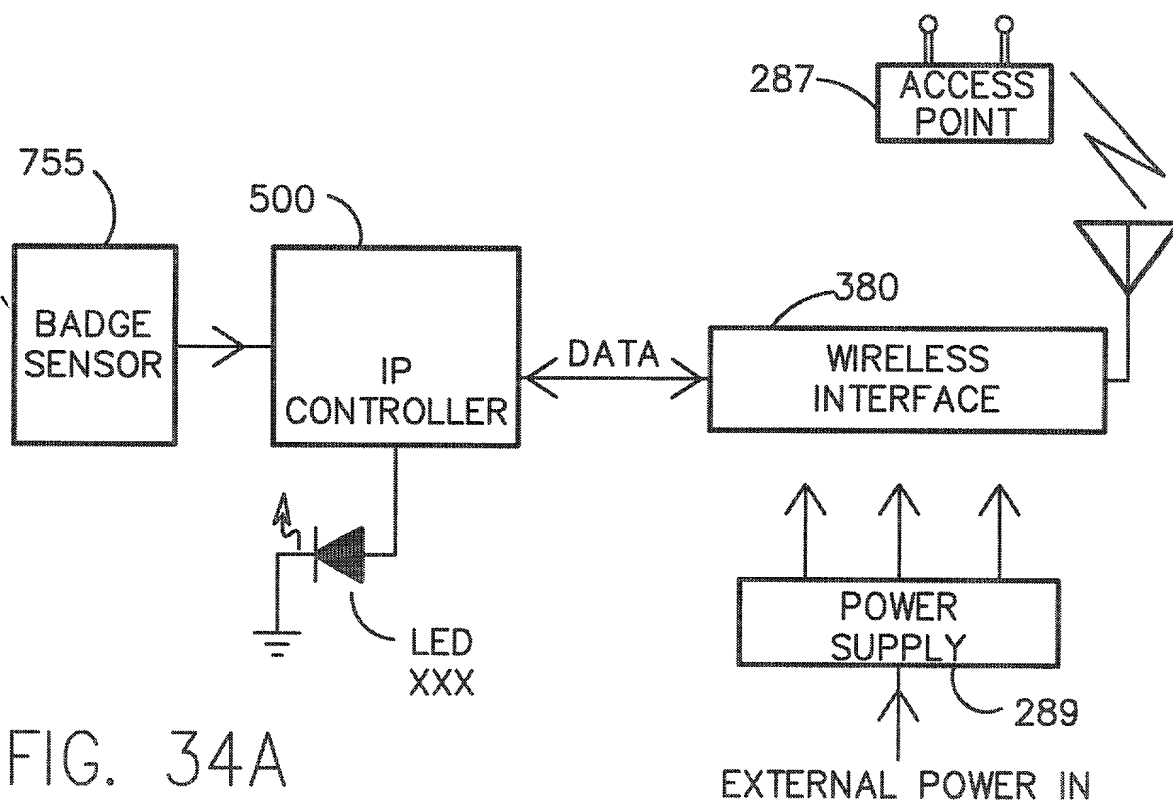 287
ACCESS
POINT
755
500
380
BADGE
SENSOR
IP
CONTROLLER
DATA
WIRELESS
INTERFACE
LED
XXX
POWER
SUPPLY
289
FIG. 34A
EXTERNAL POWER IN